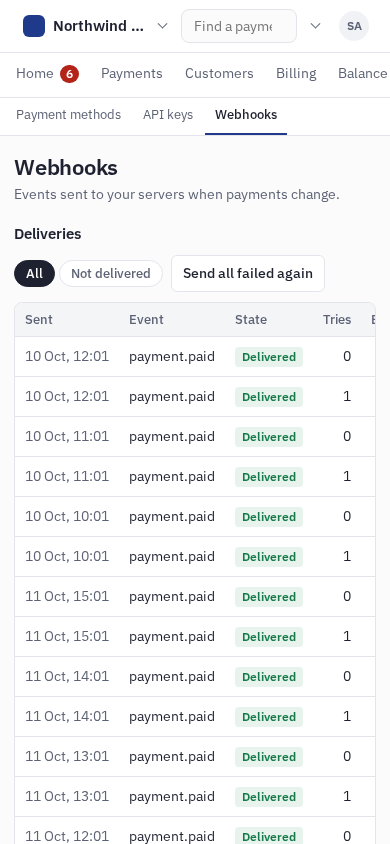 Northwind ...
Find a payme
SA
Home 6 Payments Customers Billing Balance
Payment methods API keys Webhooks
Webhooks
Events sent to your servers when payments change.
Deliveries
All Not delivered Send all failed again
Sent Event State Tries
10 Oct, 12:01 payment.paid Delivered 0
10 Oct, 12:01 payment.paid Delivered 1
10 Oct, 11:01 payment.paid Delivered 0
10 Oct, 11:01 payment.paid Delivered 1
10 Oct, 10:01 payment.paid Delivered 0
10 Oct, 10:01 payment.paid Delivered 1
11 Oct, 15:01 payment.paid Delivered 0
11 Oct, 15:01 payment.paid Delivered 1
11 Oct, 14:01 payment.paid Delivered 0
11 Oct, 14:01 payment.paid Delivered 1
11 Oct, 13:01 payment.paid Delivered 0
11 Oct, 13:01 payment.paid Delivered 1
11 Oct, 12:01 payment.paid Delivered 0